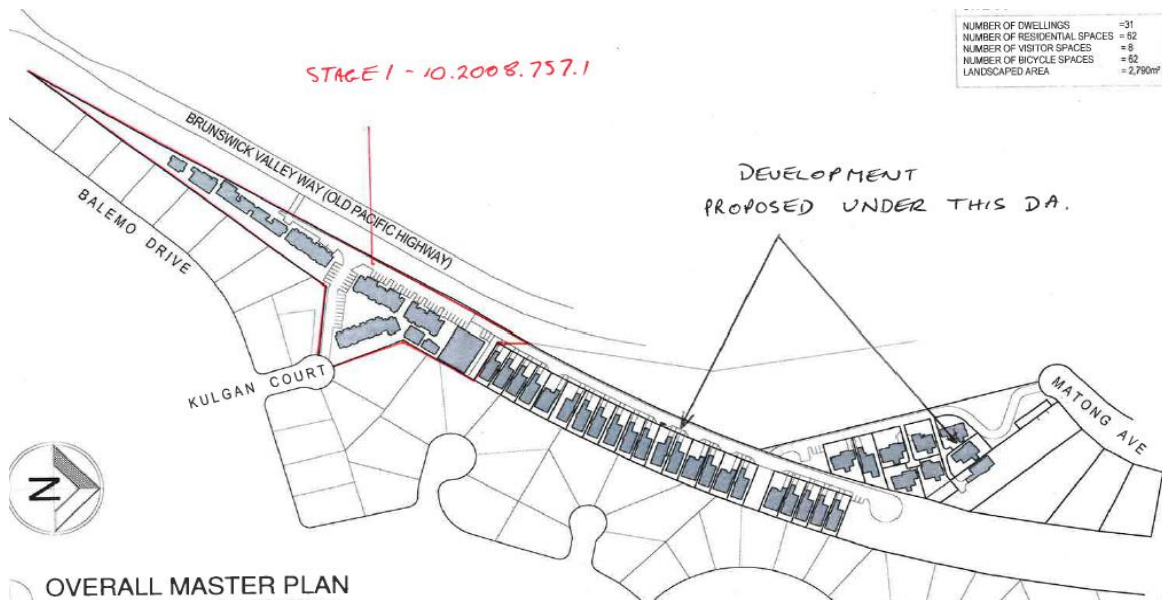 NUMBER OF DWELLINGS =31
NUMBER OF RESIDENTIAL SPACES = 62
NUMBER OF VISITOR SPACES = 8
NUMBER OF BICYCLE SPACES = 62
LANDSCAPED AREA = 2,790m²
STAGE 1 - 10.2008.757.1
BRUNSWICK VALLEY WAY (OLD PACIFIC HIGHWAY)
DEVELOPMENT
PROPOSED UNDER THIS DA.
BALEMO DRIVE
KULGAN COURT
MATONG AVE
N
OVERALL MASTER PLAN